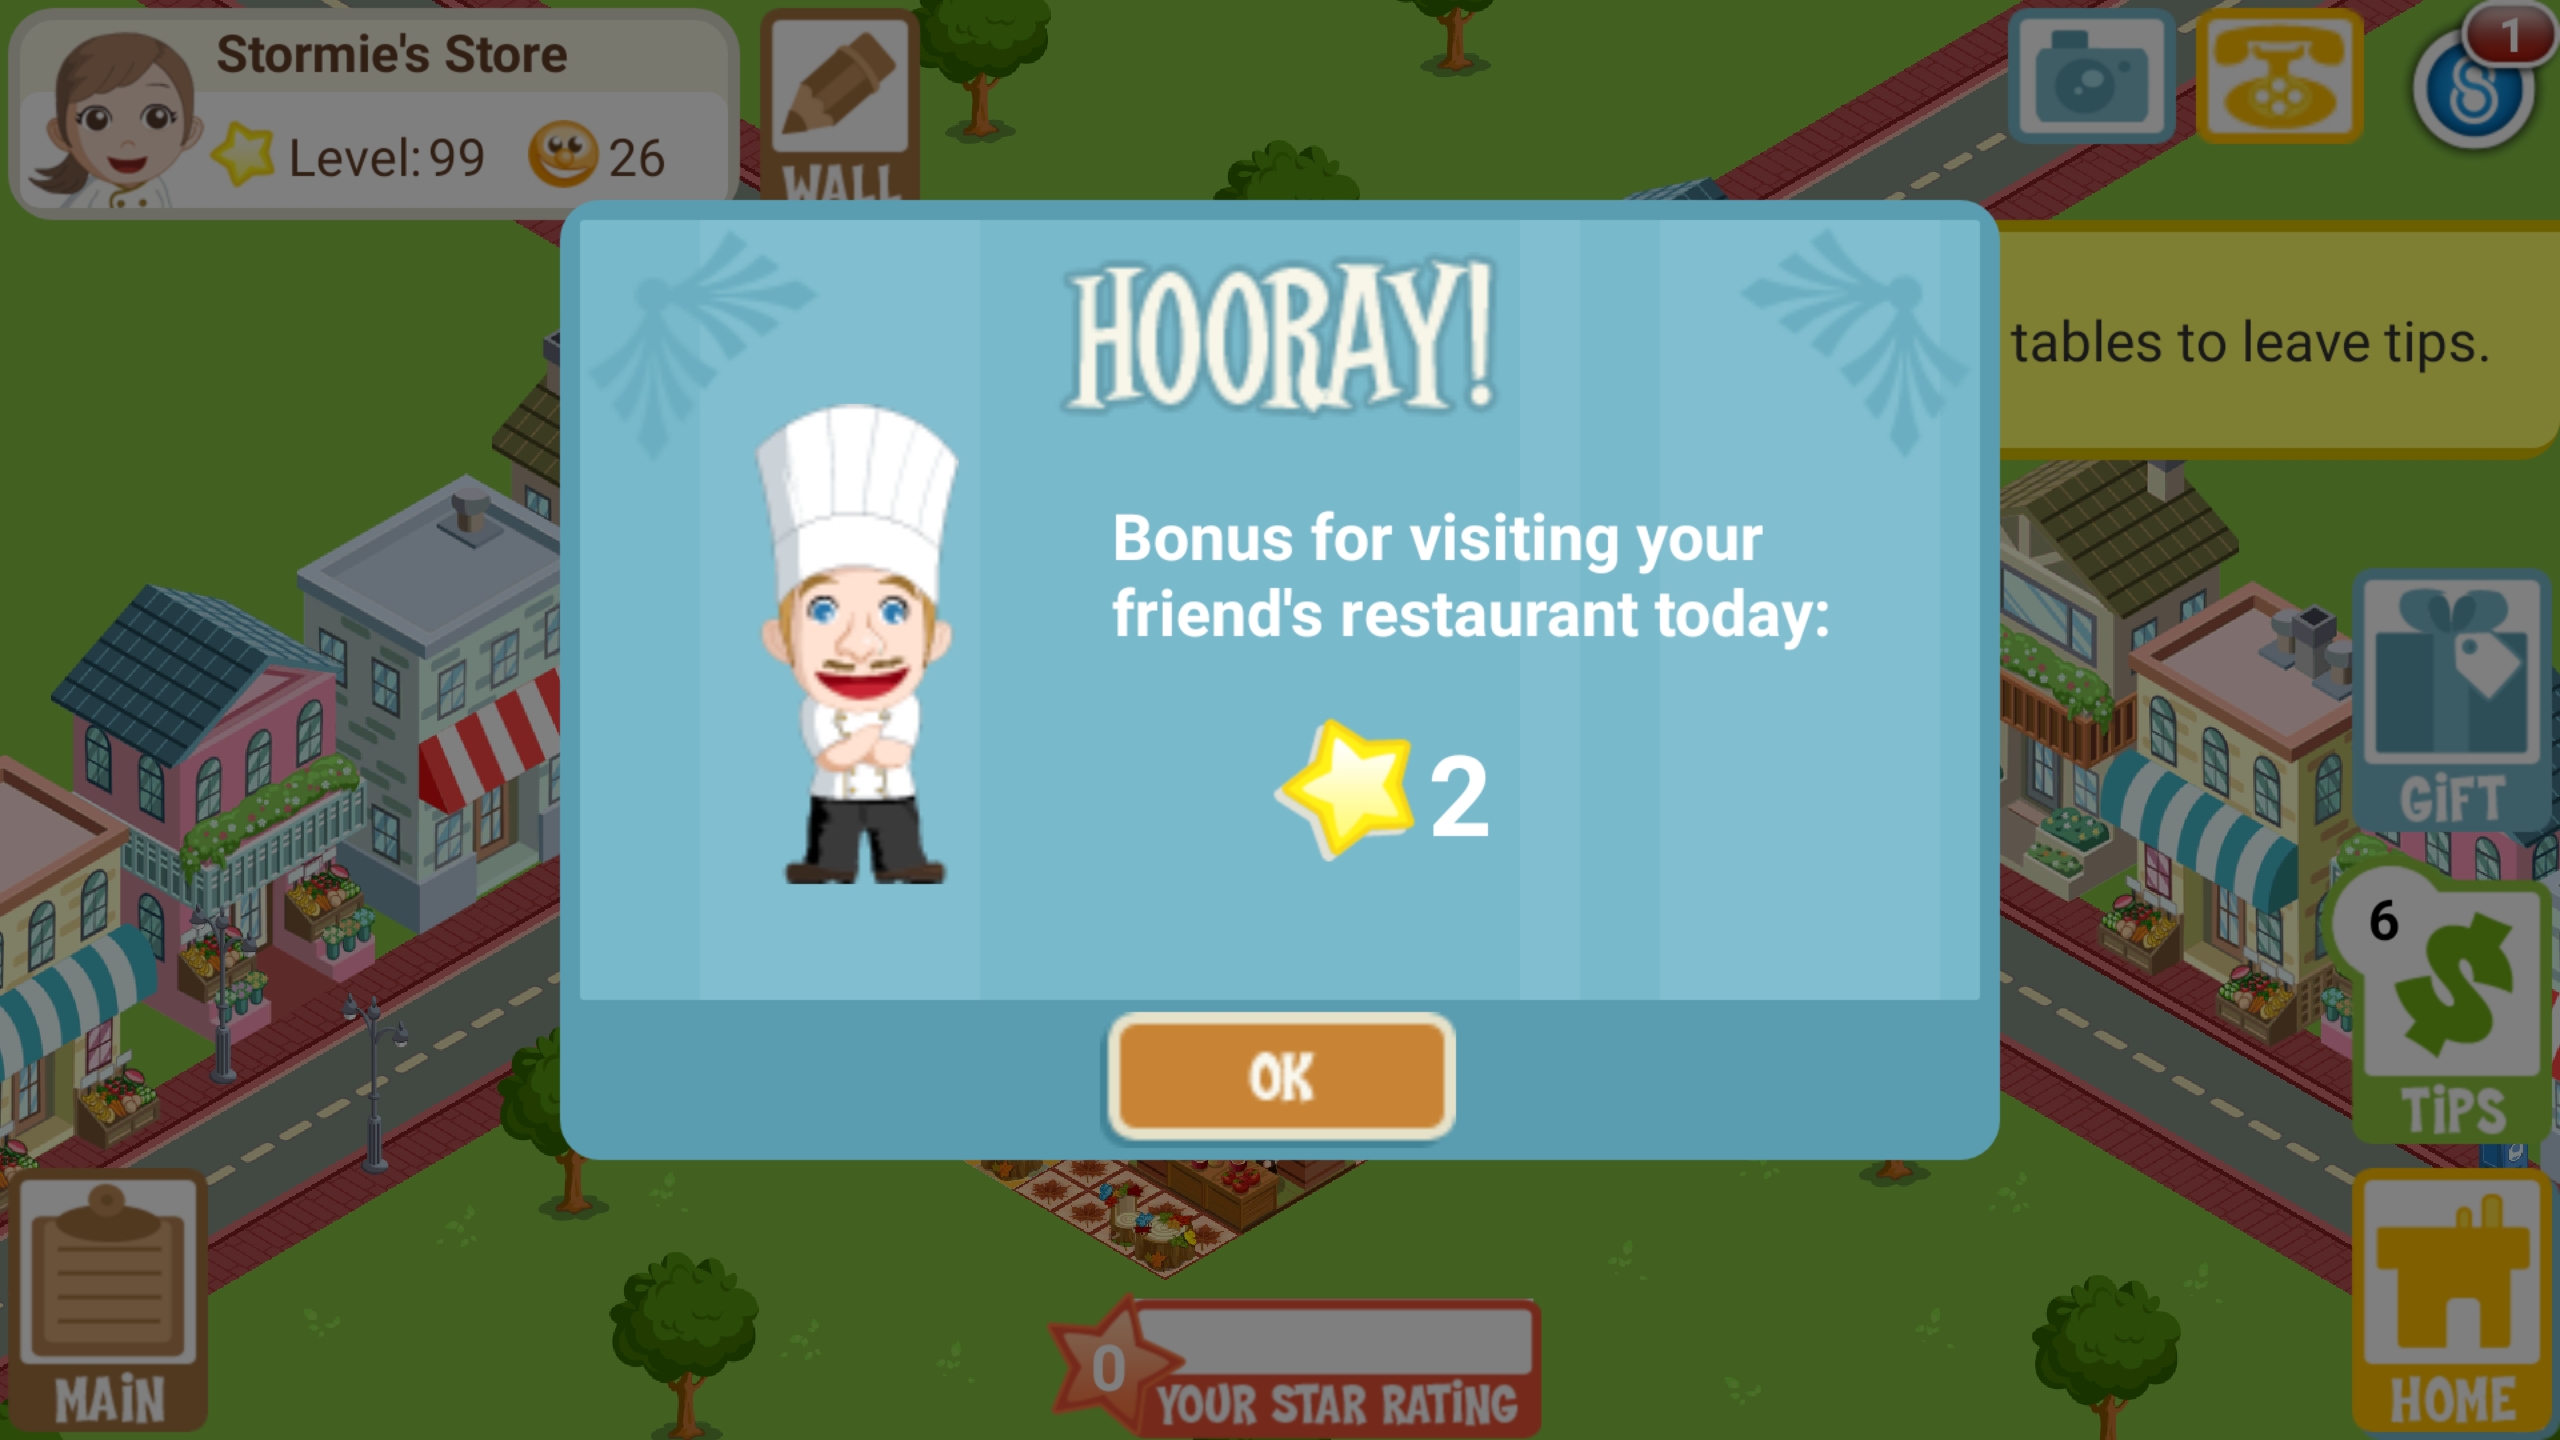 Stormie's Store
Level: 99
26
WALL
1
HOORAY!
tables to leave tips.
Bonus for visiting your
friend's restaurant today:
2
GIFT
6
TIPS
OK
MAIN
0
YOUR STAR RATING
HOME